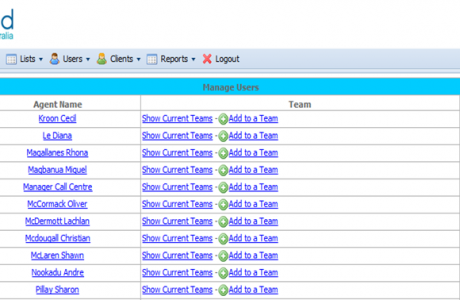 d
ralia
Lists Users Clients Reports Logout
Manage Users
Agent Name Team
Kroon Cecil Show Current Teams - Add to a Team
Le Diana Show Current Teams - Add to a Team
Magallanes Rhona Show Current Teams - Add to a Team
Magbanua Miquel Show Current Teams - Add to a Team
Manager Call Centre Show Current Teams - Add to a Team
McCormack Oliver Show Current Teams - Add to a Team
McDermott Lachlan Show Current Teams - Add to a Team
Mcdougall Christian Show Current Teams - Add to a Team
McLaren Shawn Show Current Teams - Add to a Team
Nookadu Andre Show Current Teams - Add to a Team
Pillay Sharon Show Current Teams - Add to a Team